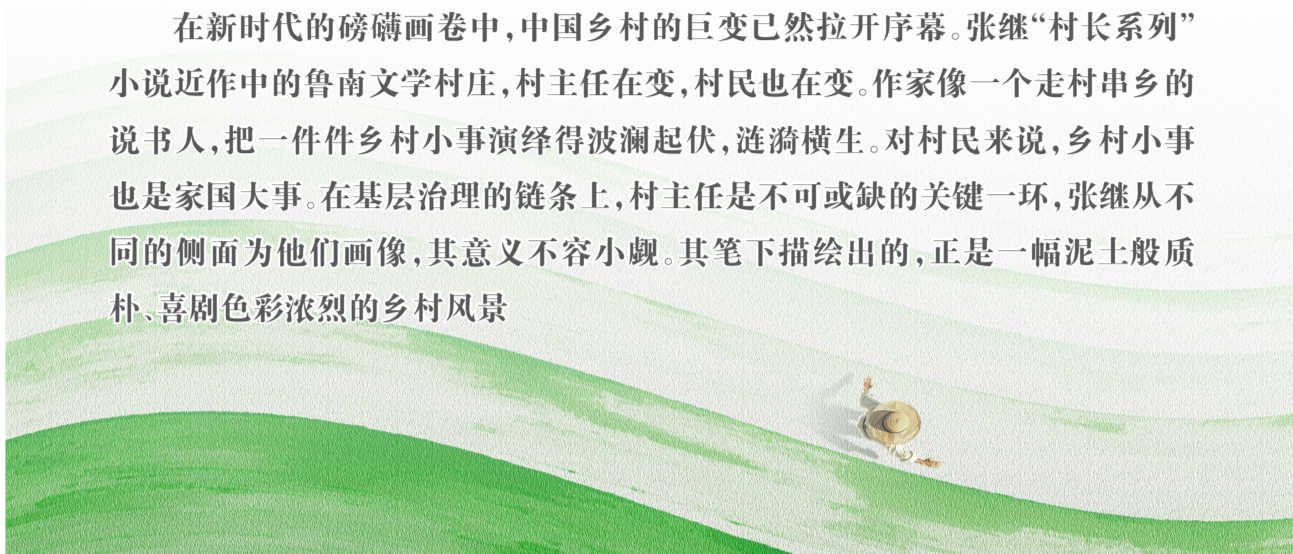 在新时代的磅礴画卷中，中国乡村的巨变已然拉开序幕。张继“村长系列”
小说近作中的鲁南文学村庄，村主任在变，村民也在变。作家像一个走村串乡的
说书人，把一件件乡村小事演绎得波澜起伏，涟漪横生。对村民来说，乡村小事
也是家国大事。在基层治理的链条上，村主任是不可或缺的关键一环，张继从不
同的侧面为他们画像，其意义不容小觑。其笔下描绘出的，正是一幅泥土般质
朴、喜剧色彩浓烈的乡村风景